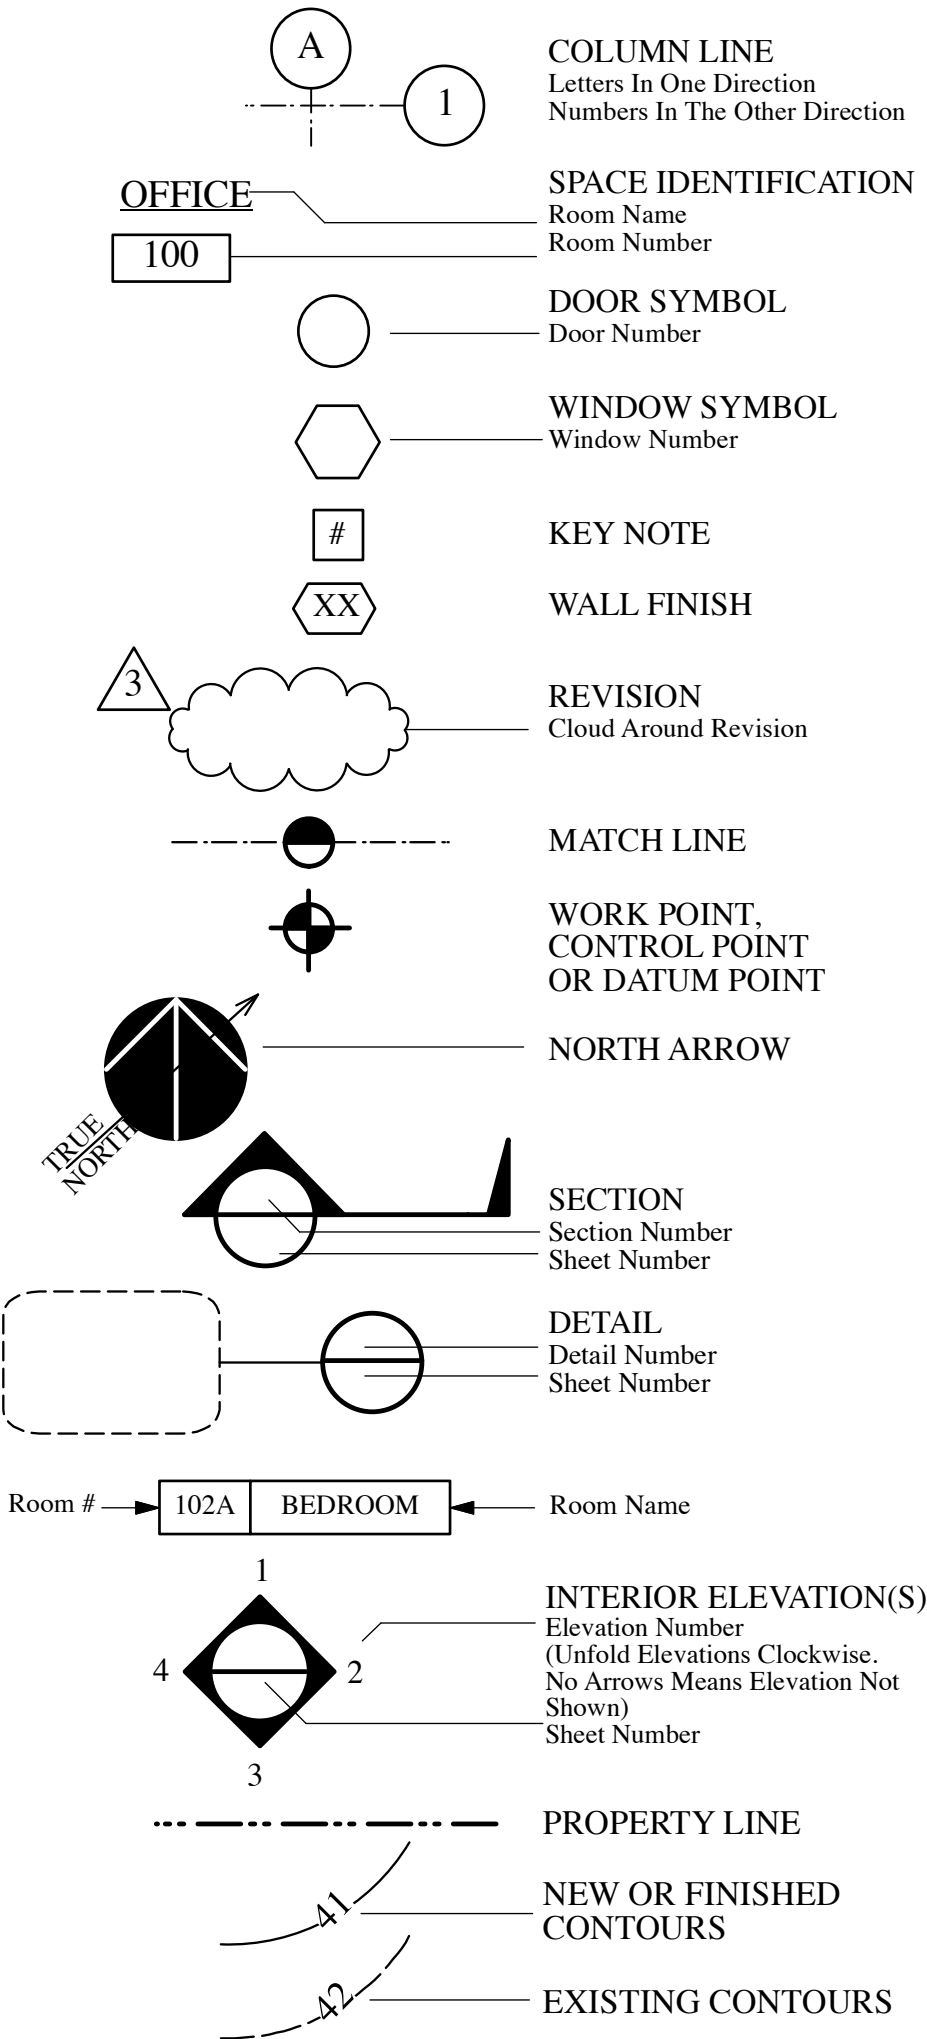 A
1
COLUMN LINE
Letters In One Direction
Numbers In The Other Direction
OFFICE
100
SPACE IDENTIFICATION
Room Name
Room Number
DOOR SYMBOL
Door Number
WINDOW SYMBOL
Window Number
#
KEY NOTE
XX
WALL FINISH
3
REVISION
Cloud Around Revision
MATCH LINE
WORK POINT,
CONTROL POINT
OR DATUM POINT
TRUE
NORTH
NORTH ARROW
SECTION
Section Number
Sheet Number
DETAIL
Detail Number
Sheet Number
Room #
102A
BEDROOM
Room Name
1
4
2
3
INTERIOR ELEVATION(S)
Elevation Number
(Unfold Elevations Clockwise.
No Arrows Means Elevation Not
Shown)
Sheet Number
PROPERTY LINE
41
NEW OR FINISHED
CONTOURS
42
EXISTING CONTOURS